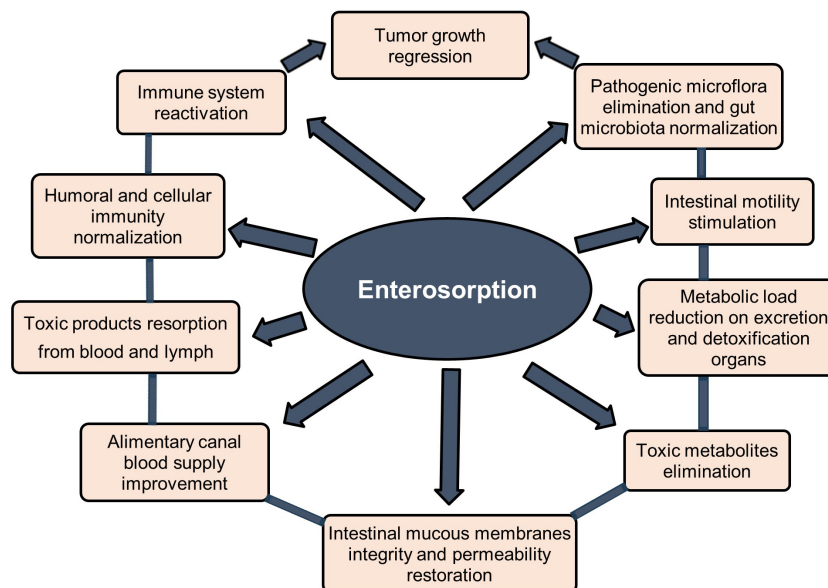 Tumor growth
regression
Immune system
reactivation
Pathogenic microflora
elimination and gut
microbiota normalization
Humoral and cellular
immunity
normalization
Intestinal motility
stimulation
Enterosorption
Toxic products resorption
from blood and lymph
Metabolic load
reduction on excretion
and detoxification
organs
Alimentary canal
blood supply
improvement
Toxic metabolites
elimination
Intestinal mucous membranes
integrity and permeability
restoration